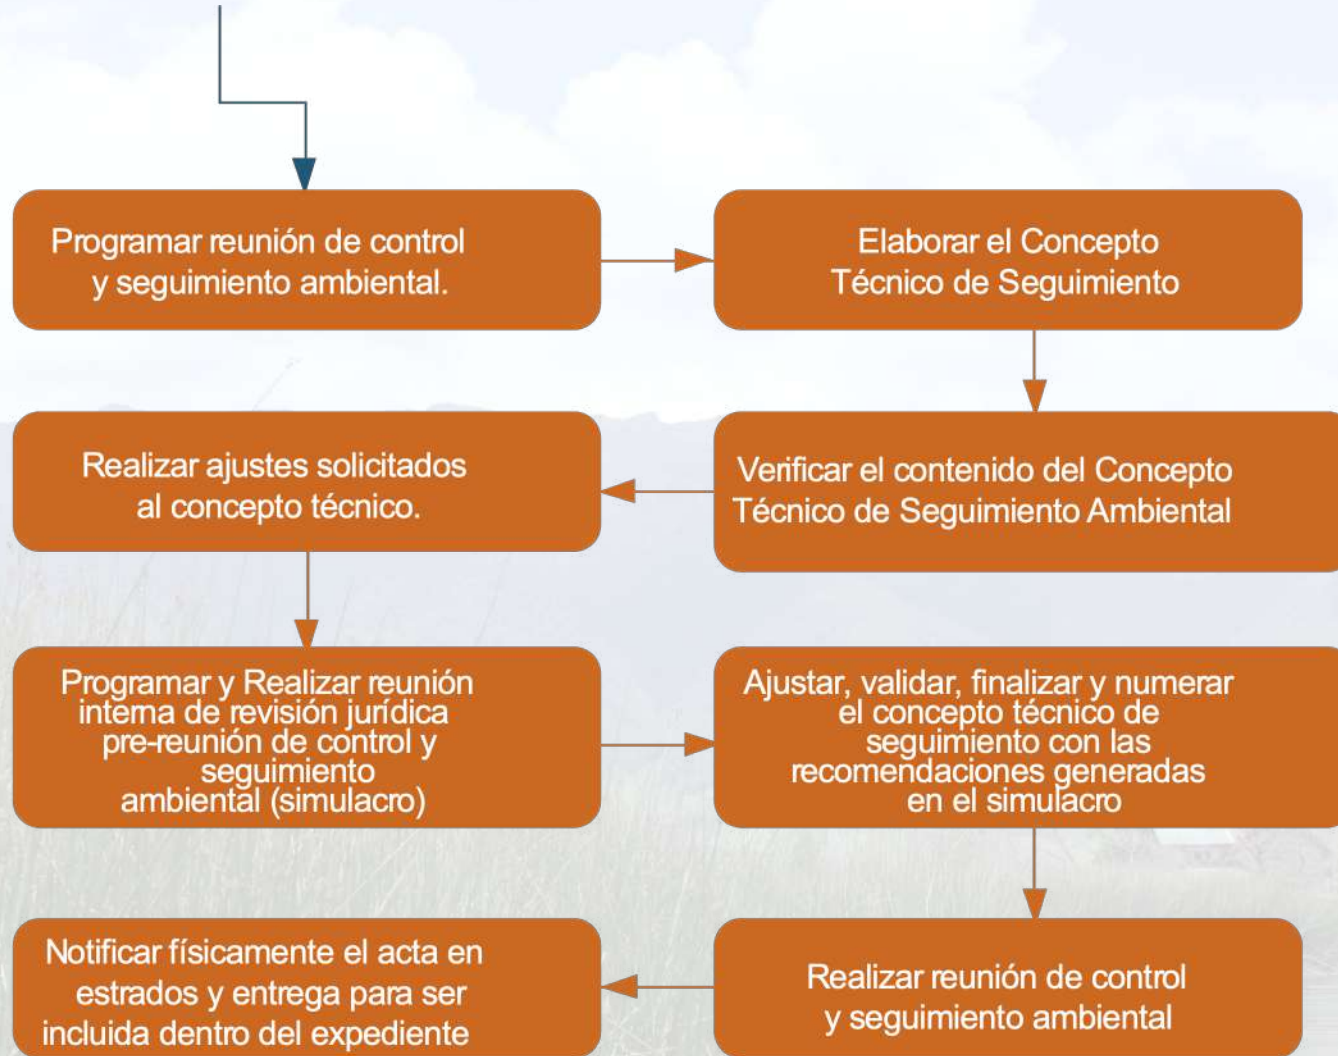 Programar reunión de control
y seguimiento ambiental.
Elaborar el Concepto
Técnico de Seguimiento
Verificar el contenido del Concepto
Técnico de Seguimiento Ambiental
Realizar ajustes solicitados
al concepto técnico.
Programar y Realizar reunión
interna de revisión jurídica
pre-reunión de control y
seguimiento
ambiental (simulacro)
Ajustar, validar, finalizar y numerar
el concepto técnico de
seguimiento con las
recomendaciones generadas
en el simulacro
Realizar reunión de control
y seguimiento ambiental
Notificar físicamente el acta en
estrados y entrega para ser
incluida dentro del expediente